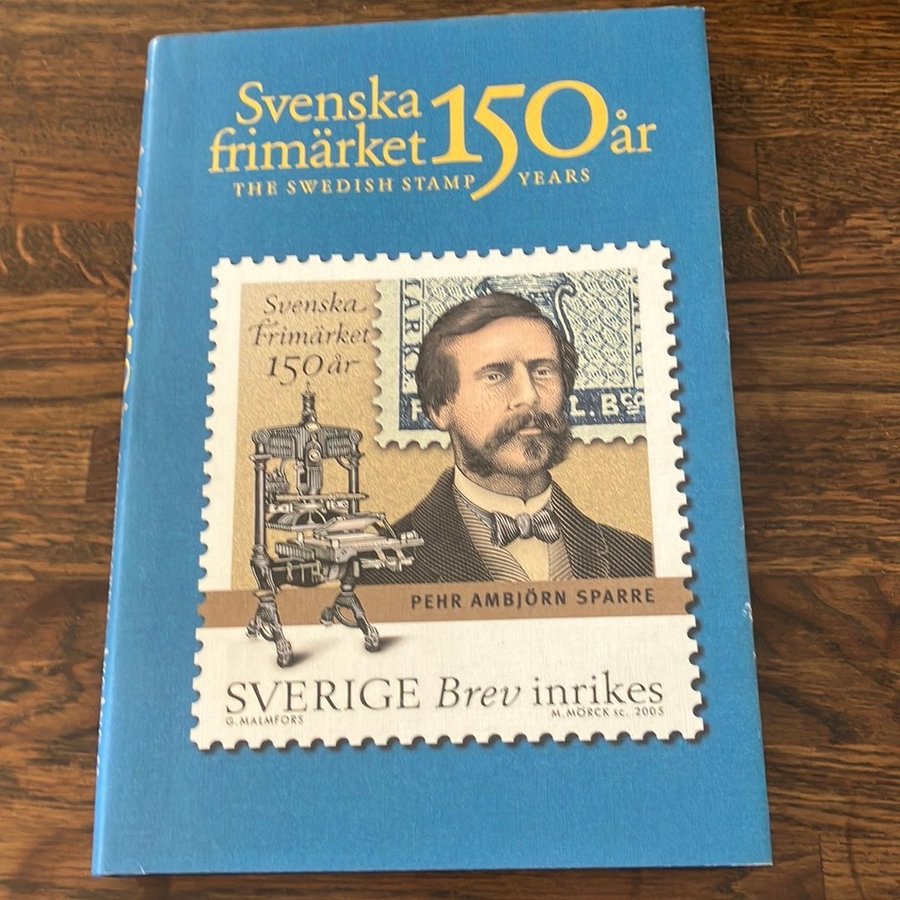 Svenska
frimärket 150 år
THE SWEDISH STAMP YEARS
Svenska
Frimärket
150 år
L. Bco
PEHR AMBJÖRN SPARRE
SVERIGE Brev inrikes
G. MALMFORS M. MÖRCK sc. 2005